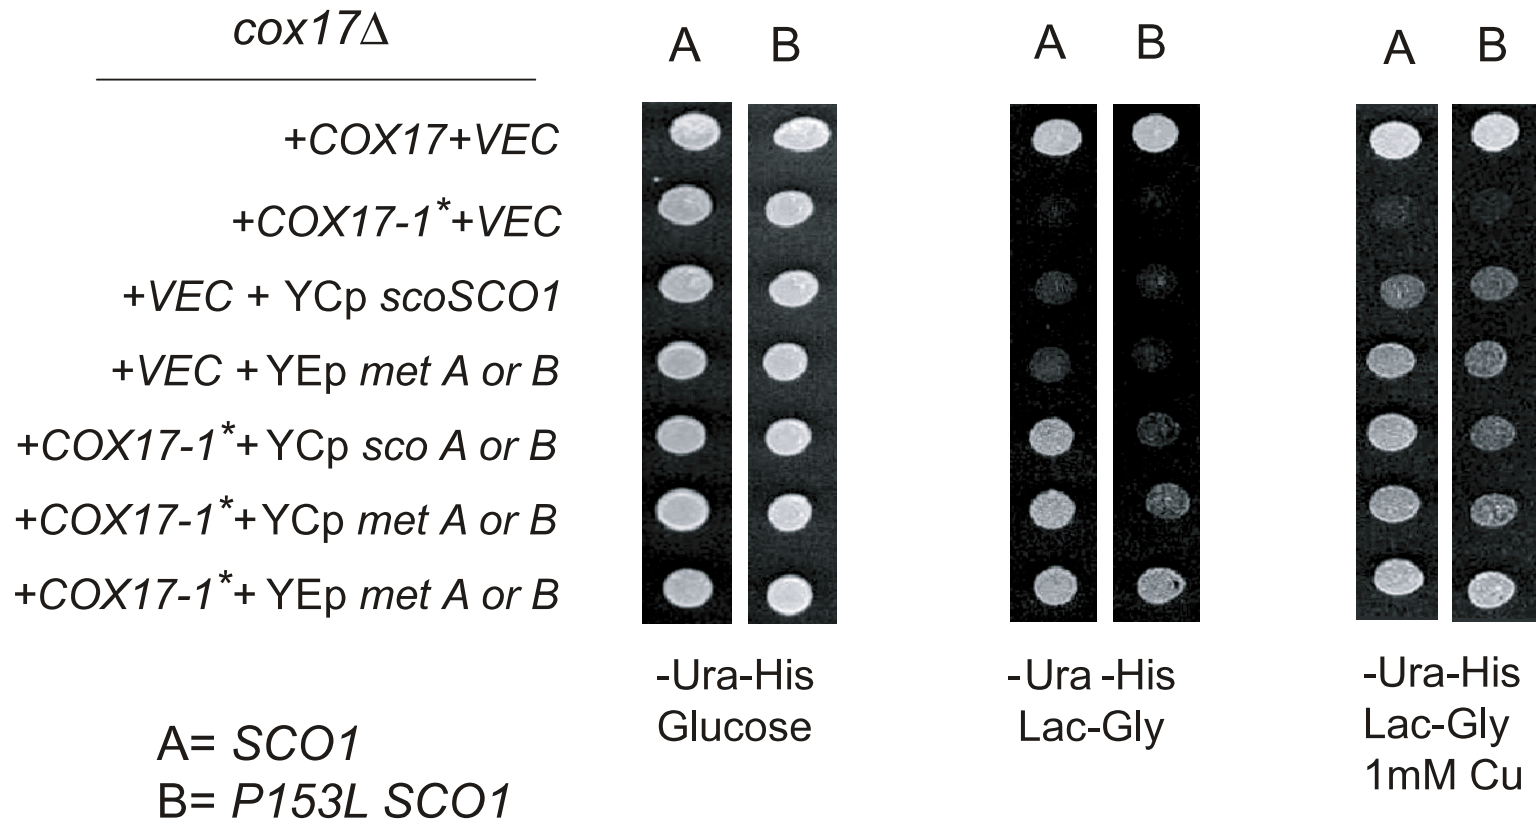 cox17Δ
A B A B A B
+COX17+VEC
+COX17-1*+VEC
+VEC + YCp scoSCO1
+VEC + YEp met A or B
+COX17-1*+ YCp sco A or B
+COX17-1*+YCp met A or B
+COX17-1*+ YEp met A or B
-Ura-His
Glucose
-Ura -His
Lac-Gly
-Ura-His
Lac-Gly
1mM Cu
A= SCO1
B= P153L SCO1